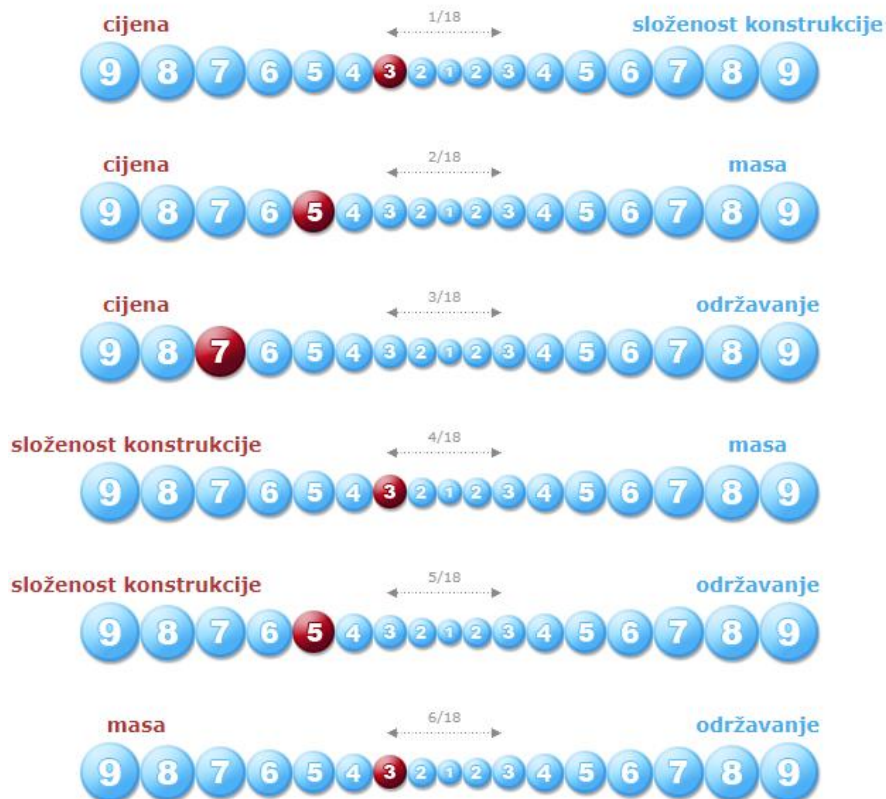 1/18
cijena složenost konstrukcije
9 8 7 6 5 4 3 2 1 2 3 4 5 6 7 8 9
2/18
cijena masa
9 8 7 6 5 4 3 2 1 2 3 4 5 6 7 8 9
3/18
cijena održavanje
9 8 7 6 5 4 3 2 1 2 3 4 5 6 7 8 9
4/18
složenost konstrukcije masa
9 8 7 6 5 4 3 2 1 2 3 4 5 6 7 8 9
5/18
složenost konstrukcije održavanje
9 8 7 6 5 4 3 2 1 2 3 4 5 6 7 8 9
6/18
masa održavanje
9 8 7 6 5 4 3 2 1 2 3 4 5 6 7 8 9